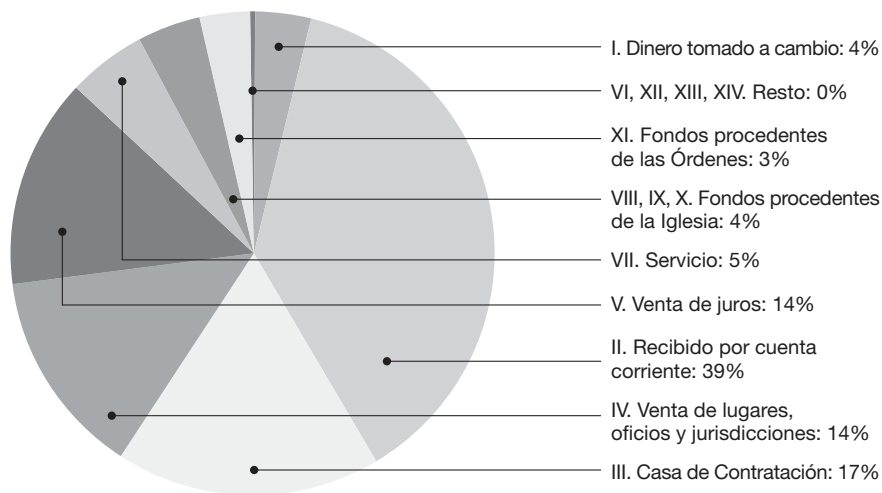 I. Dinero tomado a cambio: 4%
VI, XII, XIII, XIV. Resto: 0%
XI. Fondos procedentes
de las Órdenes: 3%
VIII, IX, X. Fondos procedentes
de la Iglesia: 4%
VII. Servicio: 5%
V. Venta de juros: 14%
II. Recibido por cuenta
corriente: 39%
IV. Venta de lugares,
oficios y jurisdicciones: 14%
III. Casa de Contratación: 17%